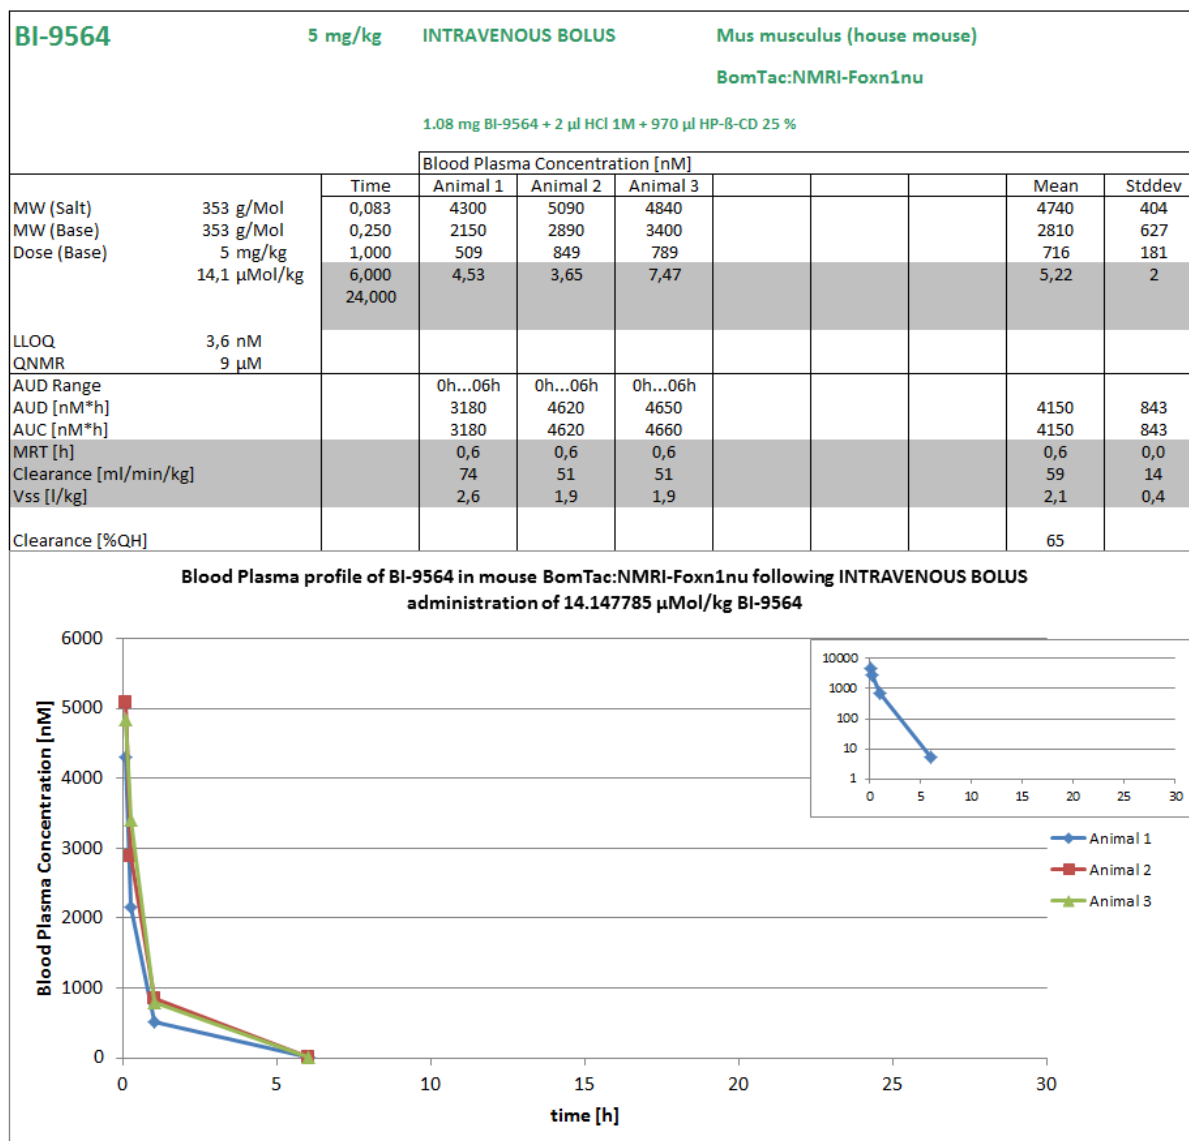 BI-9564 5 mg/kg INTRAVENOUS BOLUS Mus musculus (house mouse)
BomTac:NMRI-Foxn1nu
1.08 mg BI-9564 + 2 µl HCl 1M + 970 µl HP-ß-CD 25 %
Blood Plasma Concentration [nM]
Time Animal 1 Animal 2 Animal 3 Mean Stddev
MW (Salt) 353 g/Mol 0,083 4300 5090 4840 4740 404
MW (Base) 353 g/Mol 0,250 2150 2890 3400 2810 627
Dose (Base) 5 mg/kg 1,000 509 849 789 716 181
14,1 µMol/kg 6,000 4,53 3,65 7,47 5,22 2
24,000
LLOQ 3,6 nM
QNMR 9 µM
AUD Range 0h...06h 0h...06h 0h...06h
AUD [nM*h] 3180 4620 4650 4150 843
AUC [nM*h] 3180 4620 4660 4150 843
MRT [h] 0,6 0,6 0,6 0,6 0,0
Clearance [ml/min/kg] 74 51 51 59 14
Vss [l/kg] 2,6 1,9 1,9 2,1 0,4
Clearance [%QH] 65
Blood Plasma profile of BI-9564 in mouse BomTac:NMRI-Foxn1nu following INTRAVENOUS BOLUS
administration of 14.147785 µMol/kg BI-9564
Blood Plasma Concentration [nM]
6000
5000
4000
3000
2000
1000
0
0 5 10 15 20 25 30
time [h]
10000
1000
100
10
1
0 5 10 15 20 25 30
Animal 1
Animal 2
Animal 3